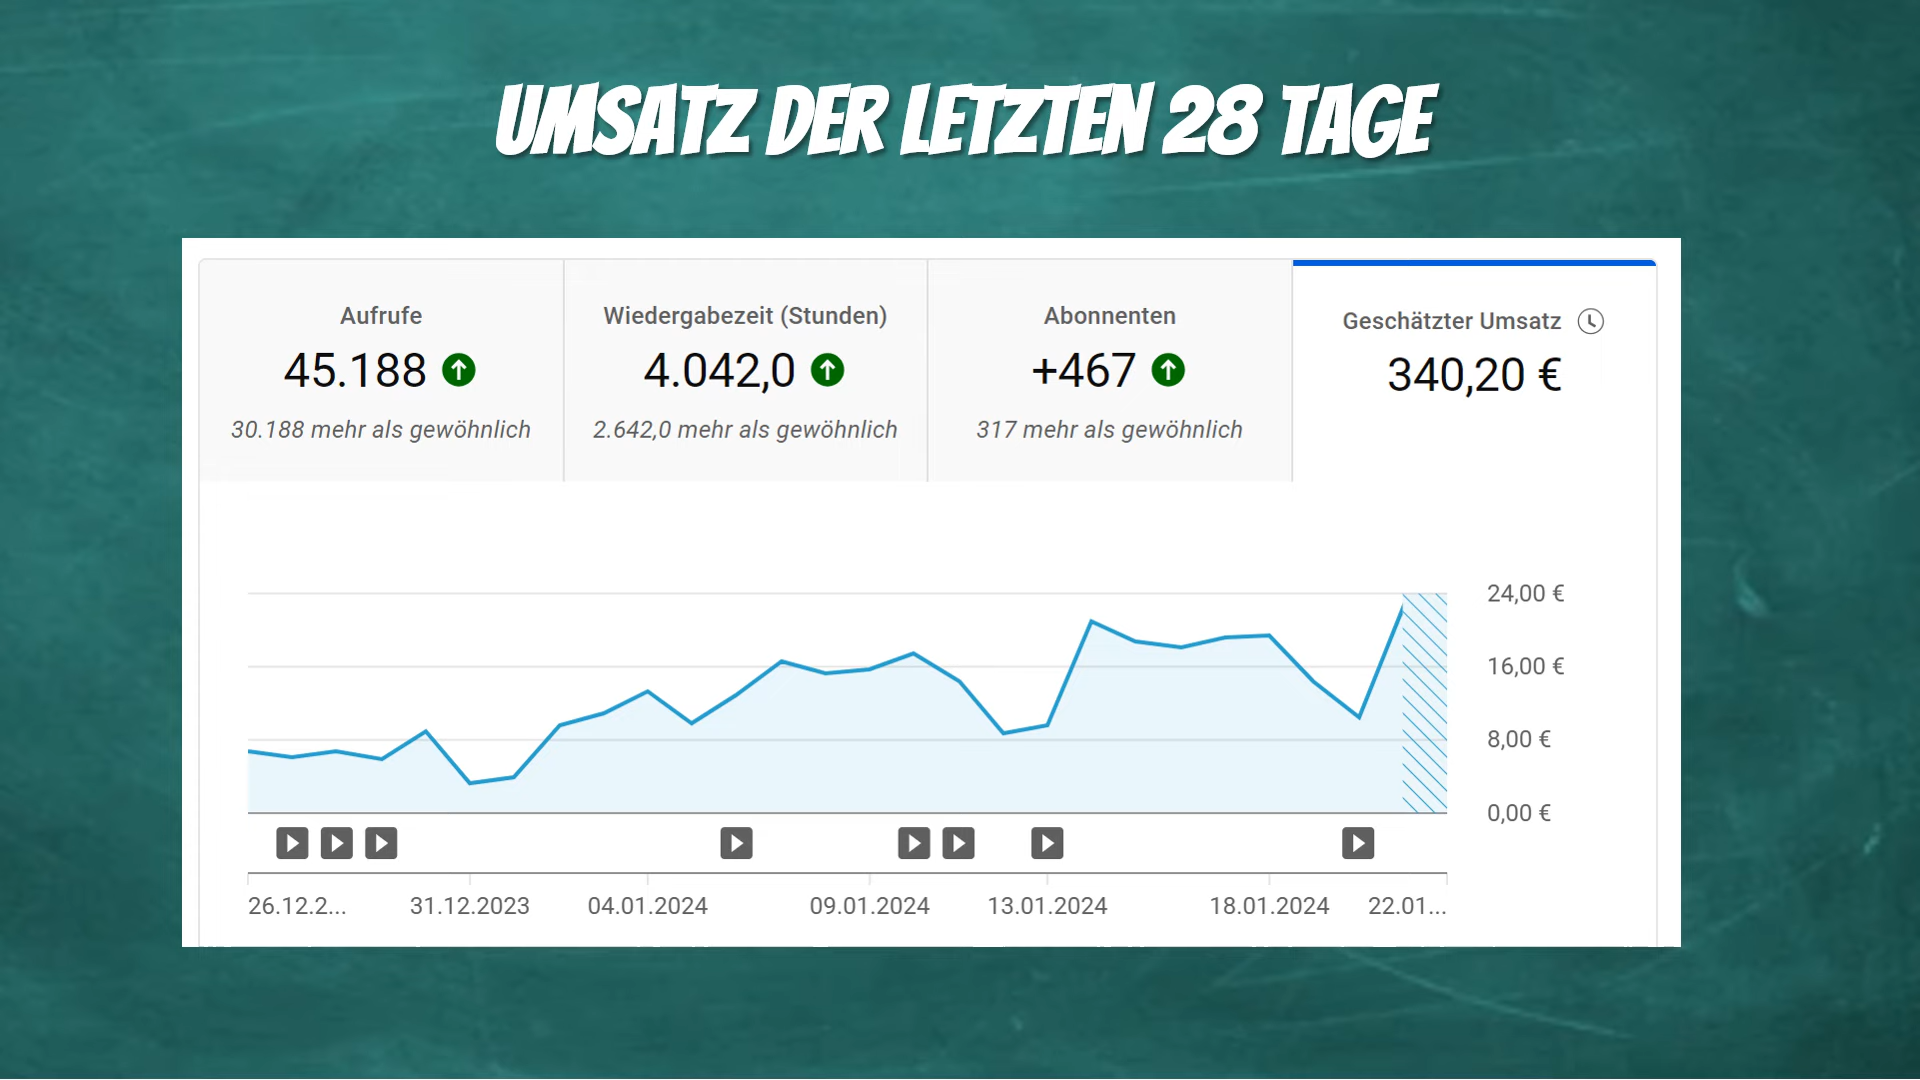 UMSATZ DER LETZTEN 28 TAGE
Aufrufe
45.188
30.188 mehr als gewöhnlich
Wiedergabezeit (Stunden)
4.042,0
2.642,0 mehr als gewöhnlich
Abonnenten
+467
317 mehr als gewöhnlich
Geschätzter Umsatz
340,20 €
24,00 €
16,00 €
8,00 €
0,00 €
26.12.2...
31.12.2023
04.01.2024
09.01.2024
13.01.2024
18.01.2024
22.01...